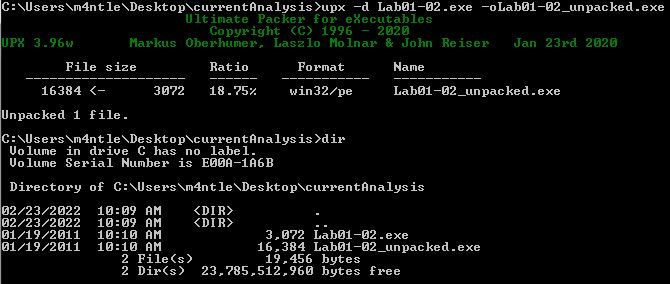 C:\Users\m4ntle\Desktop\currentAnalysis>upx -d Lab01-02.exe -oLab01-02_unpacked.exe
Ultimate Packer for eXecutables
Copyright (C) 1996 - 2020
UPX 3.96w Markus Oberhumer, Laszlo Molnar & John Reiser Jan 23rd 2020
File size Ratio Format Name
-------------------- ------ ----------- -----------
16384 <- 3072 18.75% win32/pe Lab01-02_unpacked.exe
Unpacked 1 file.
C:\Users\m4ntle\Desktop\currentAnalysis>dir
Volume in drive C has no label.
Volume Serial Number is E00A-1A6B
Directory of C:\Users\m4ntle\Desktop\currentAnalysis
02/23/2022 10:09 AM <DIR> .
02/23/2022 10:09 AM <DIR> ..
01/19/2011 10:10 AM 3,072 Lab01-02.exe
01/19/2011 10:10 AM 16,384 Lab01-02_unpacked.exe
2 File(s) 19,456 bytes
2 Dir(s) 23,785,512,960 bytes free